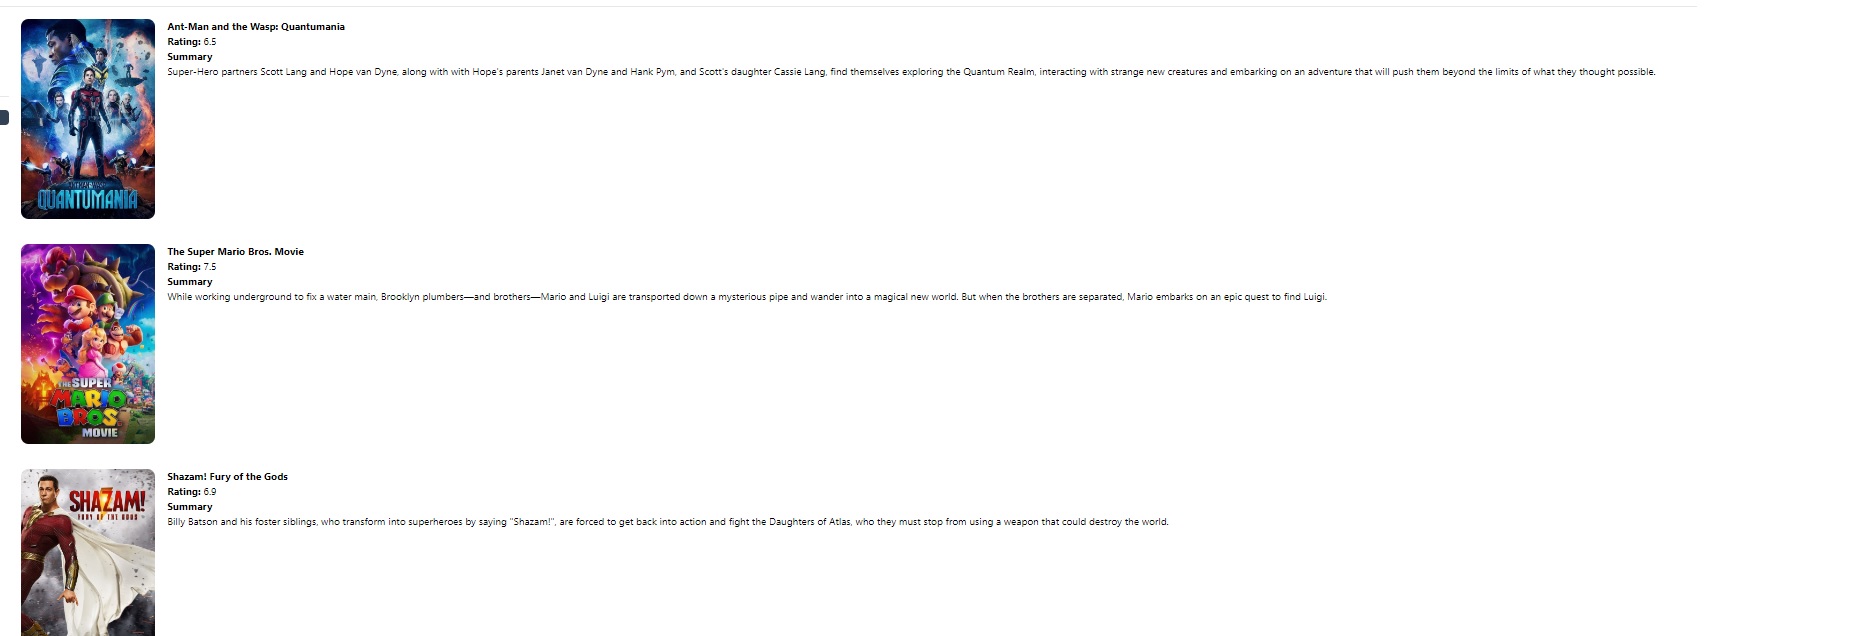 Ant-Man and the Wasp: Quantumania
Rating: 6.5
Summary
Super-Hero partners Scott Lang and Hope van Dyne, along with with Hope's parents Janet van Dyne and Hank Pym, and Scott's daughter Cassie Lang, find themselves exploring the Quantum Realm, interacting with strange new creatures and embarking on an adventure that will push them beyond the limits of what they thought possible.
QUANTUMANIA
The Super Mario Bros. Movie
Rating: 7.5
Summary
While working underground to fix a water main, Brooklyn plumbers—and brothers—Mario and Luigi are transported down a mysterious pipe and wander into a magical new world. But when the brothers are separated, Mario embarks on an epic quest to find Luigi.
THE SUPER
MARIO
BROS.
MOVIE
Shazam! Fury of the Gods
Rating: 6.9
Summary
Billy Batson and his foster siblings, who transform into superheroes by saying "Shazam!", are forced to get back into action and fight the Daughters of Atlas, who they must stop from using a weapon that could destroy the world.
SHAZAM!
FURY OF THE GODS